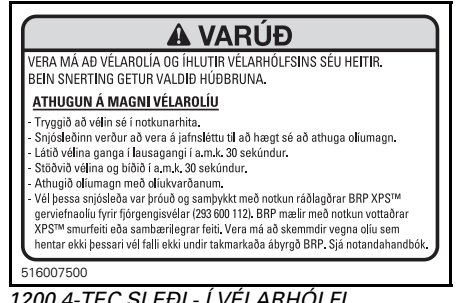 VARÚÐ
VERA MÁ AÐ VÉLAROLÍA OG ÍHLUTIR VÉLARHÓLFSINS SÉU HEITIR.
BEIN SNERTING GETUR VALDIÐ HÚÐBRUNA.
ATHUGUN Á MAGNI VÉLAROLÍU
- Tryggið að vélin sé í notkunarhita.
- Snjósleðinn verður að vera á jafnsléttu til að hægt sé að athuga olíumagn.
- Látið vélina ganga í lausagangi í a.m.k. 30 sekúndur.
- Stöðvið vélina og bíðið í a.m.k. 30 sekúndur.
- Athugið olíumagn með olíukvarðanum.
- Vél þessa snjósleða var þróuð og samþykkt með notkun ráðlagðrar BRP XPS™
gerviefnaolíu fyrir fjórgengisvélar (293 600 112). BRP mælir með notkun vottaðrar
XPS™ smurfeiti eða sambærilegrar feiti. Vera má að skemmdir vegna olíu sem
hentar ekki þessari vél falli ekki undir takmarkaða ábyrgð BRP. Sjá notandahandbók.
516007500
1200 4-TEC SLEÐI - Í VÉLARHÓLFI